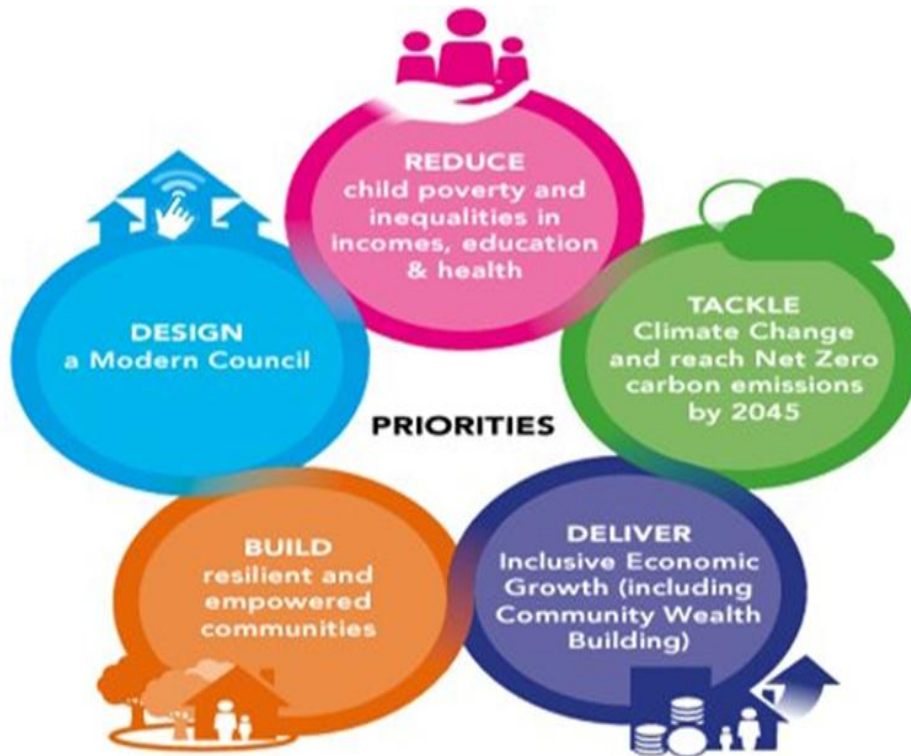 REDUCE
child poverty and
inequalities in
incomes, education
& health
TACKLE
Climate Change
and reach Net Zero
carbon emissions
by 2045
DELIVER
Inclusive Economic
Growth (including
Community Wealth
Building)
BUILD
resilient and
empowered
communities
DESIGN
a Modern Council
PRIORITIES